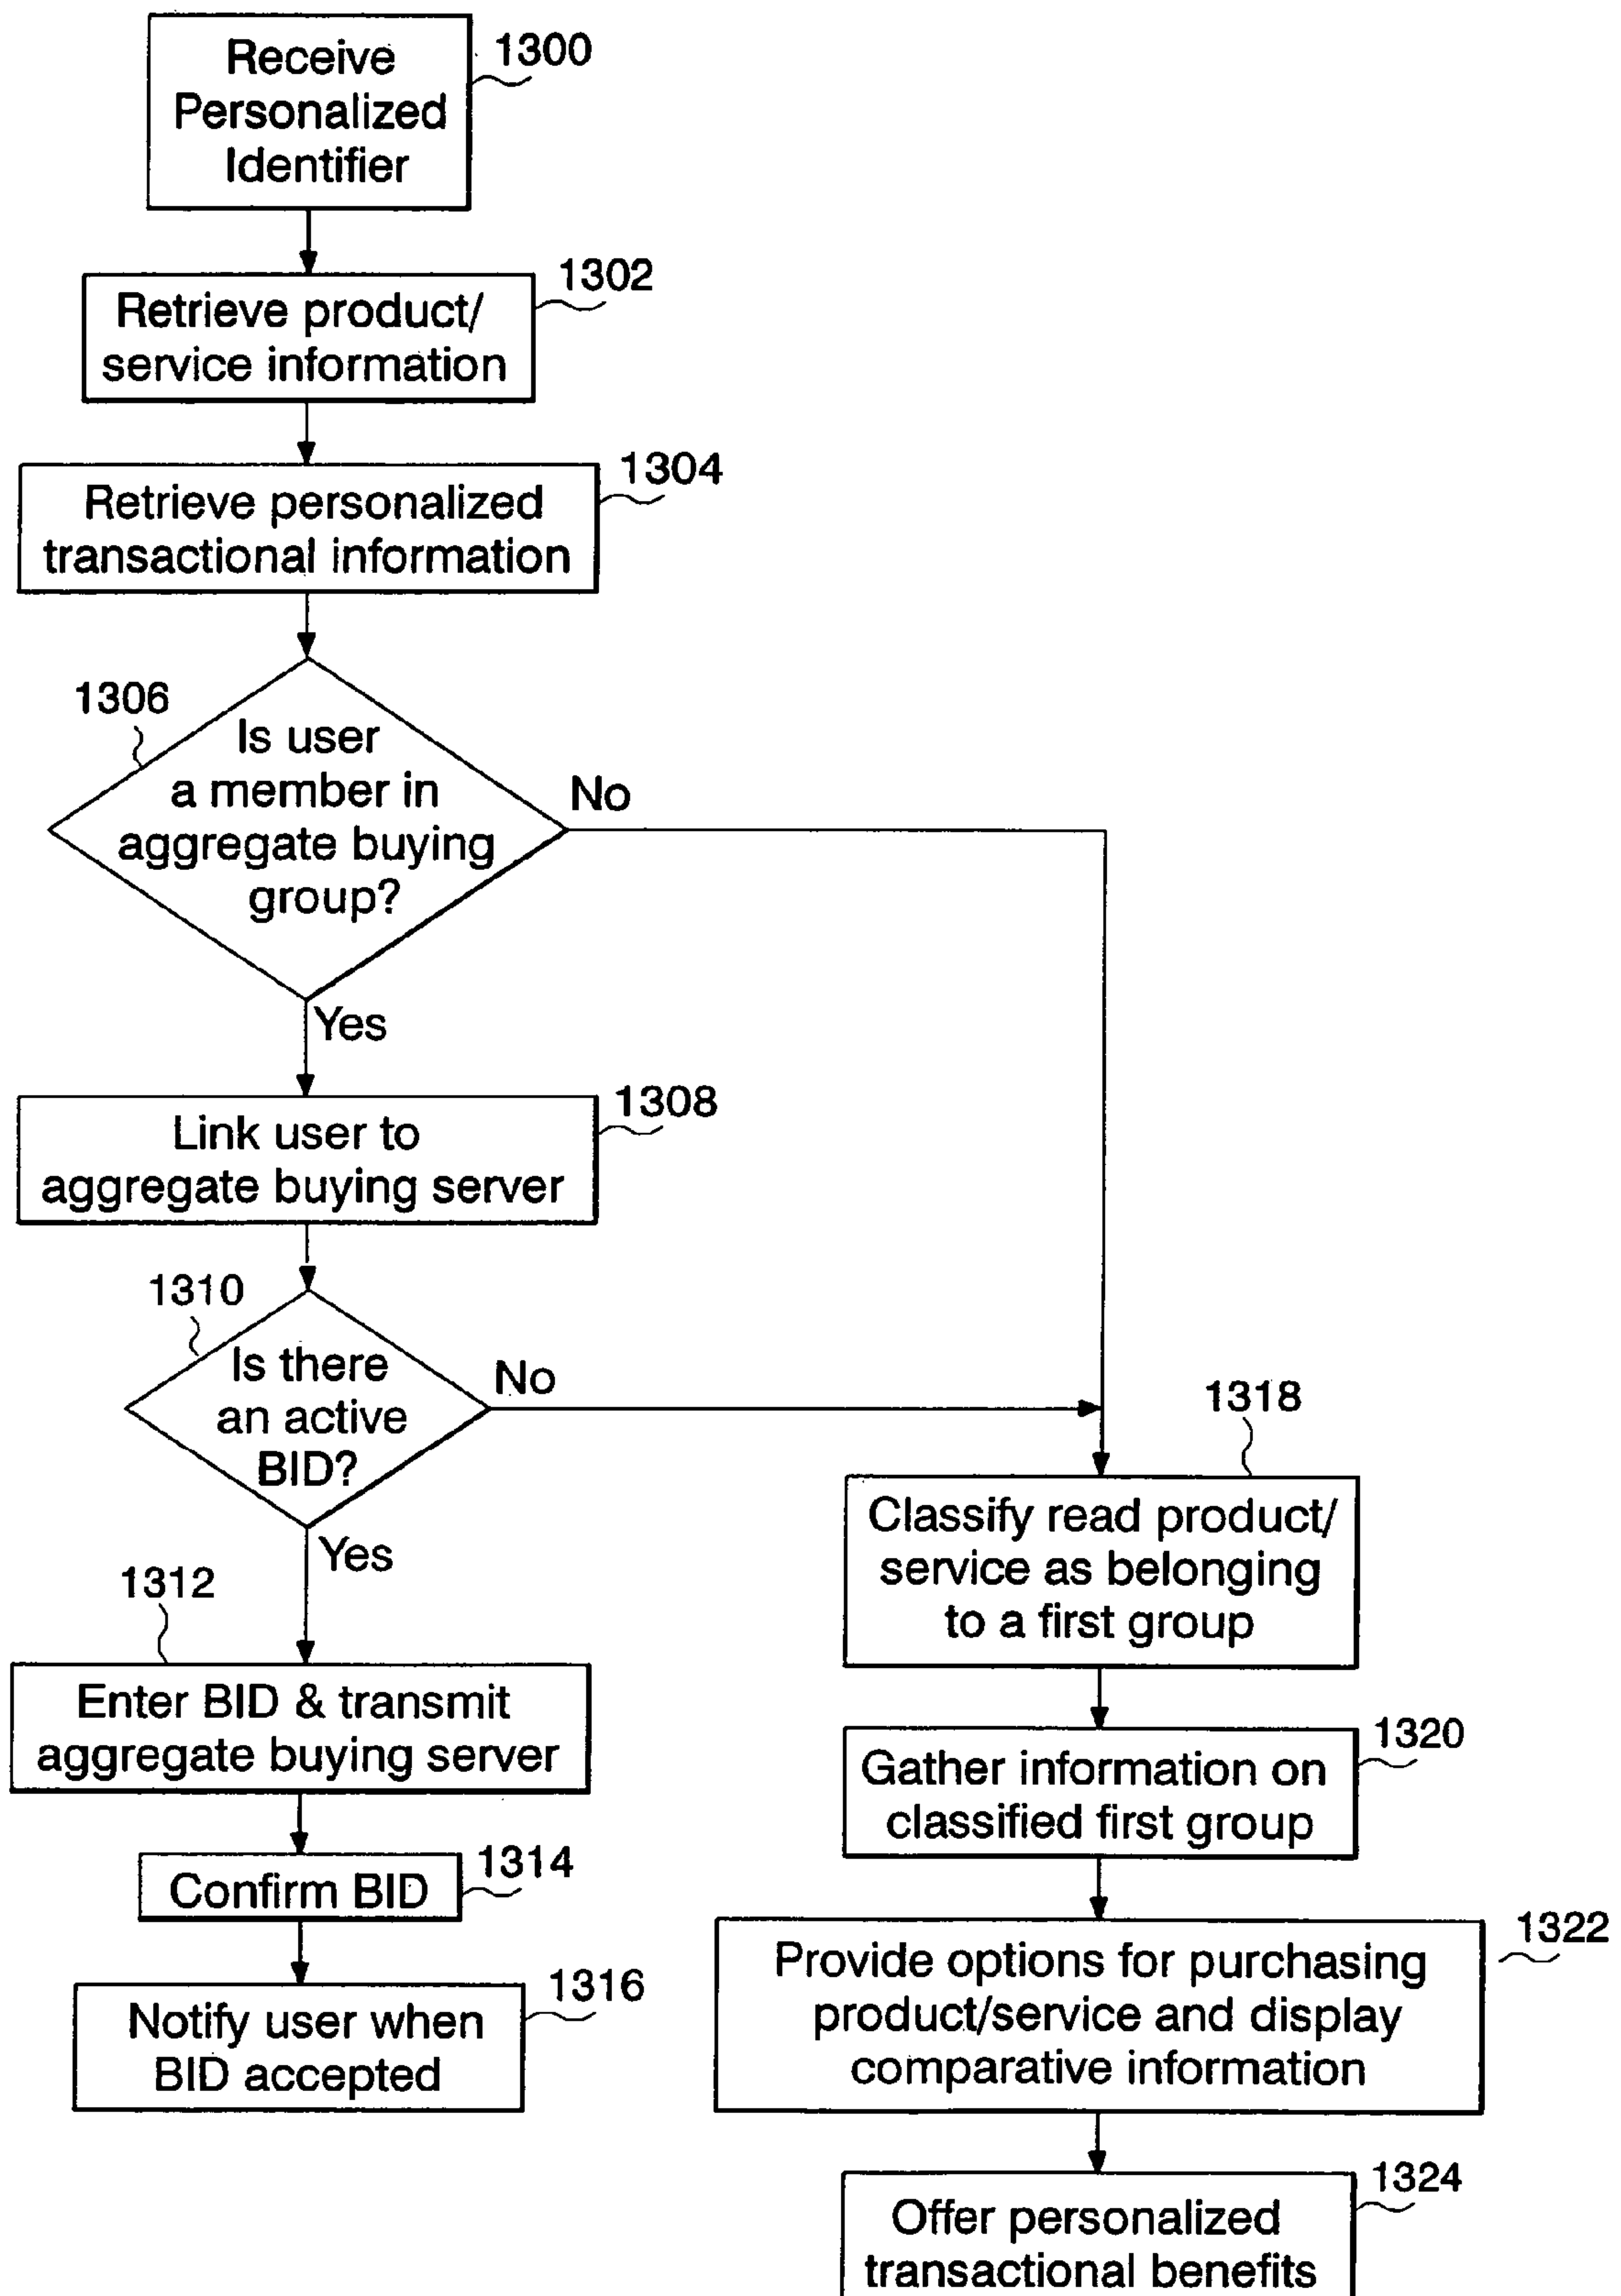 Receive
Personalized
Identifier
1300
Retrieve product/
service information
1302
Retrieve personalized
transactional information
1304
1306
Is user
a member in
aggregate buying
group?
No
Yes
Link user to
aggregate buying server
1308
1310
Is there
an active
BID?
No
Yes
1312
Enter BID & transmit
aggregate buying server
Confirm BID
1314
Notify user when
BID accepted
1316
1318
Classify read product/
service as belonging
to a first group
Gather information on
classified first group
1320
Provide options for purchasing
product/service and display
comparative information
1322
Offer personalized
transactional benefits
1324